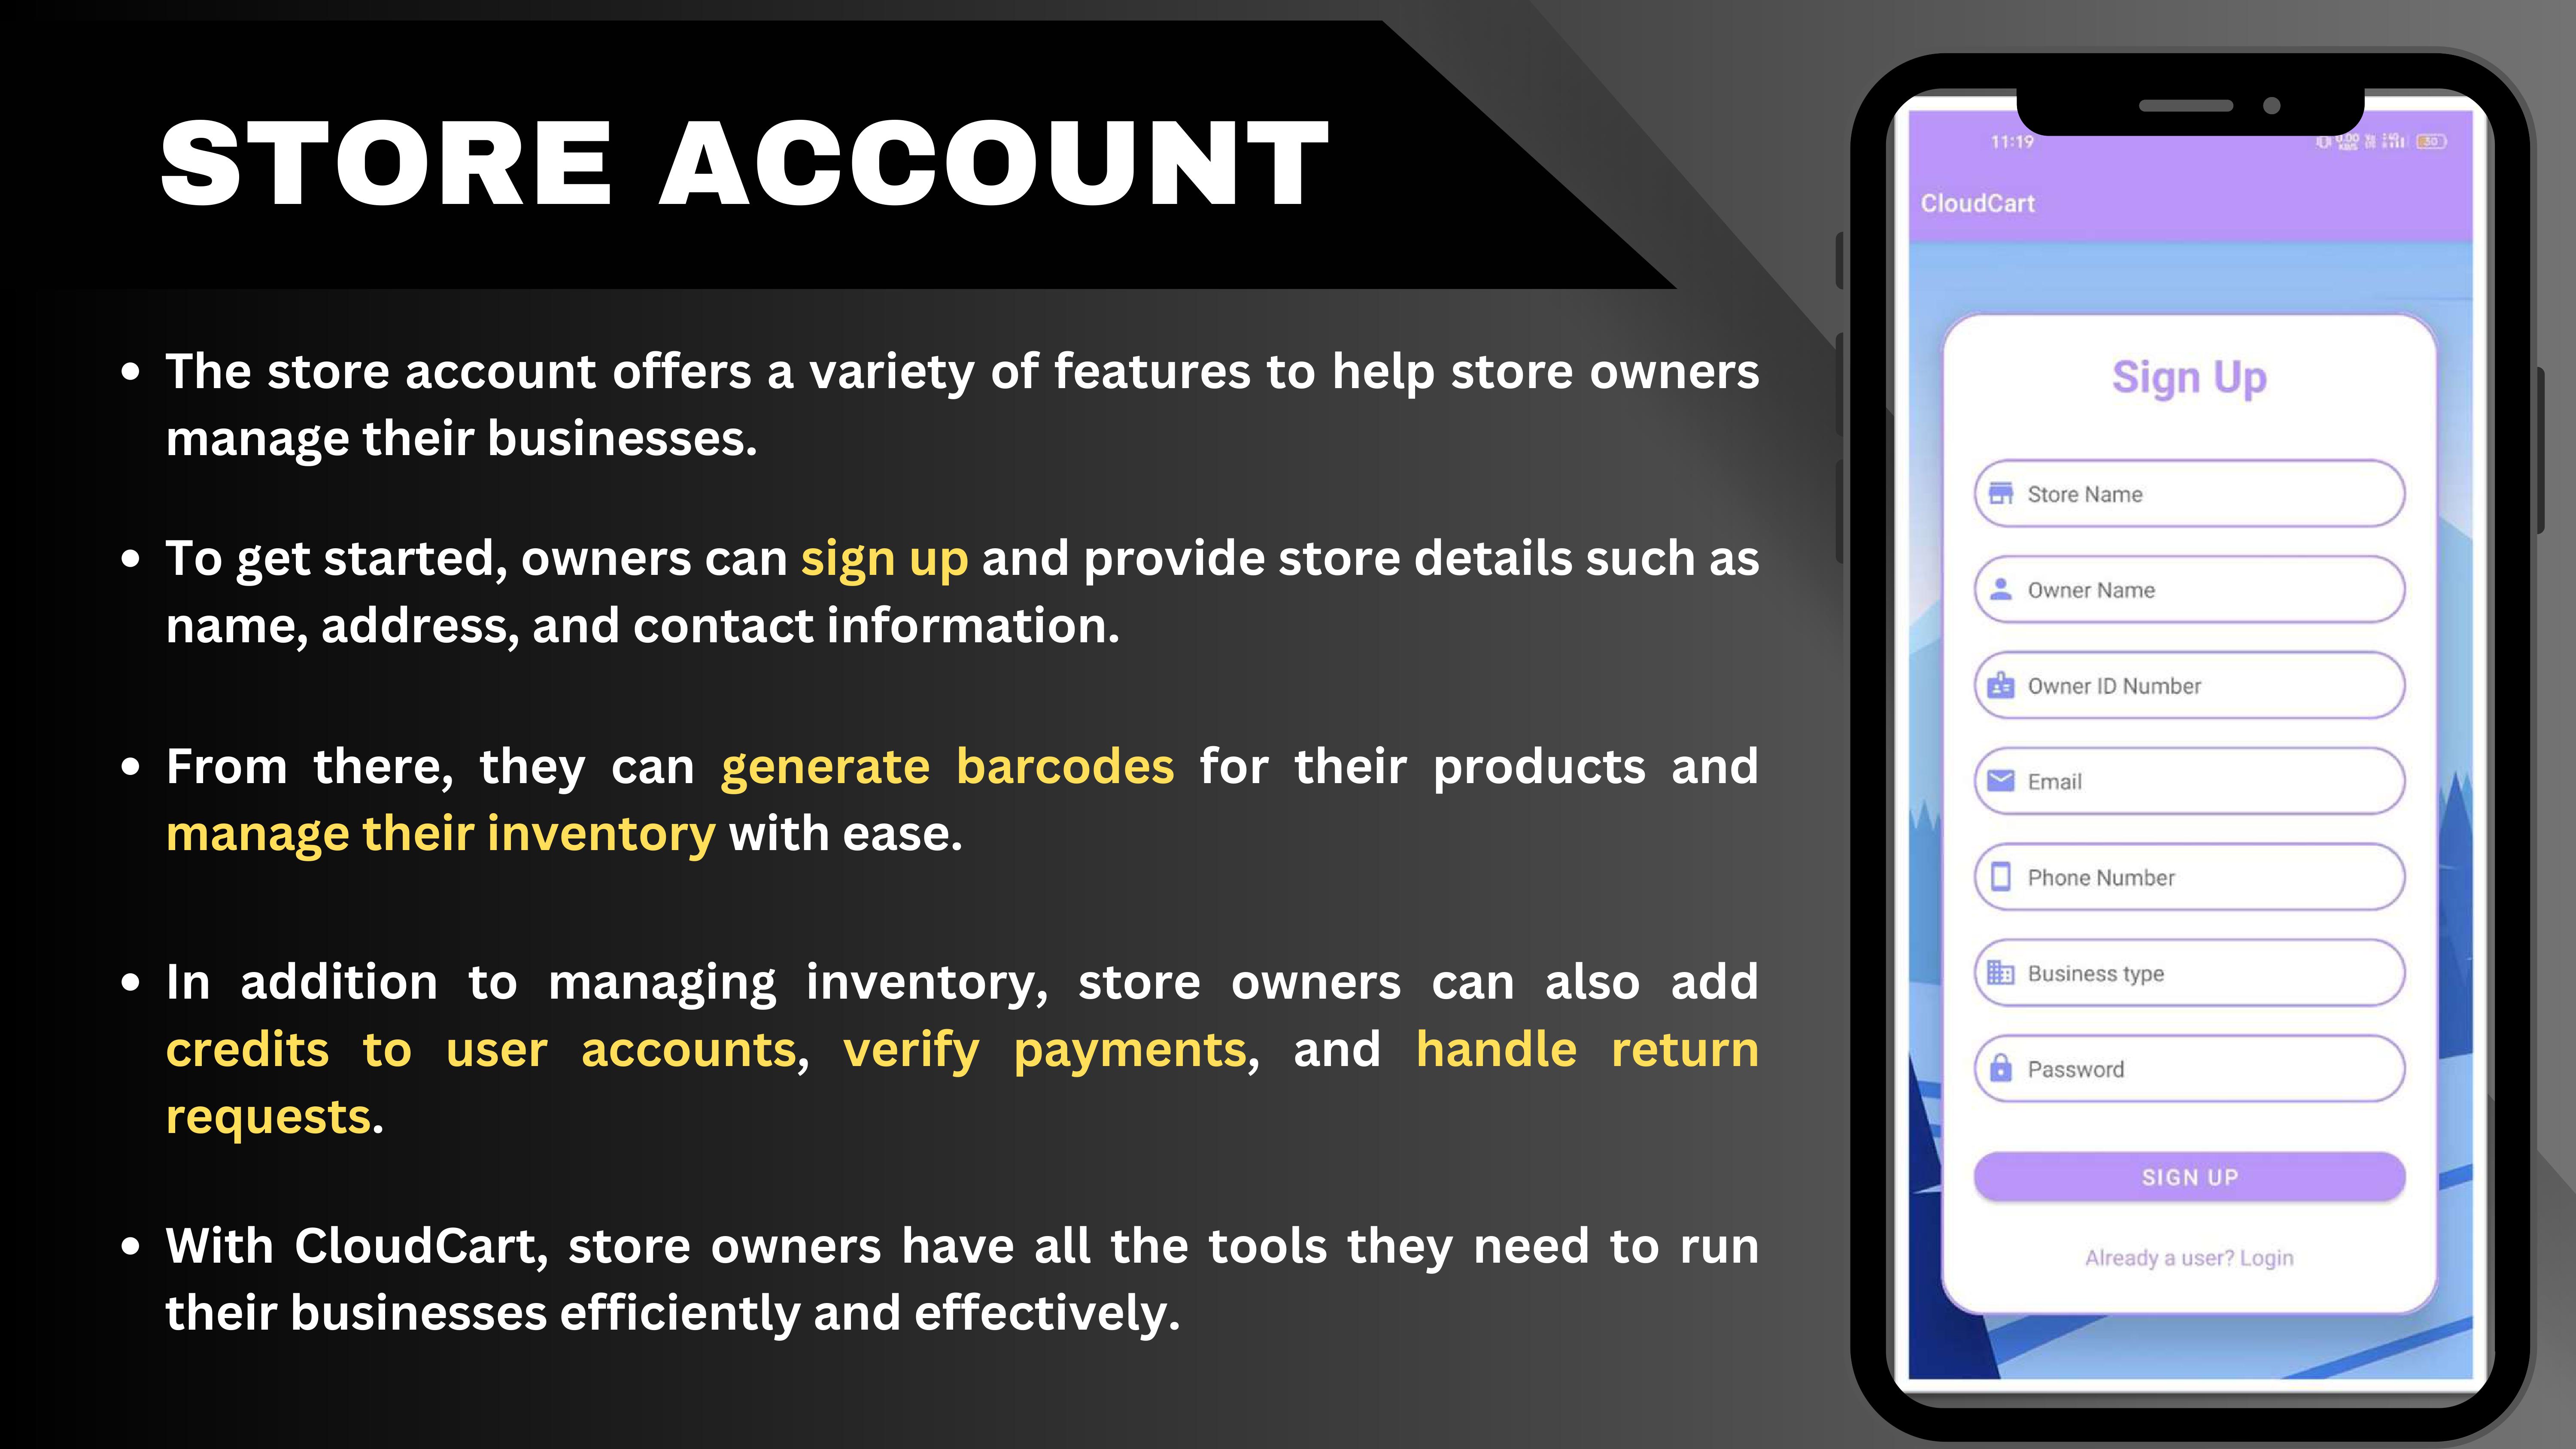 STORE ACCOUNT
• The store account offers a variety of features to help store owners
manage their businesses.
• To get started, owners can sign up and provide store details such as
name, address, and contact information.
• From there, they can generate barcodes for their products and
manage their inventory with ease.
• In addition to managing inventory, store owners can also add
credits to user accounts, verify payments, and handle return
requests.
• With CloudCart, store owners have all the tools they need to run
their businesses efficiently and effectively.
11:19
30
CloudCart
Sign Up
Store Name
Owner Name
Owner ID Number
Email
Phone Number
Business type
Password
SIGN UP
Already a user? Login